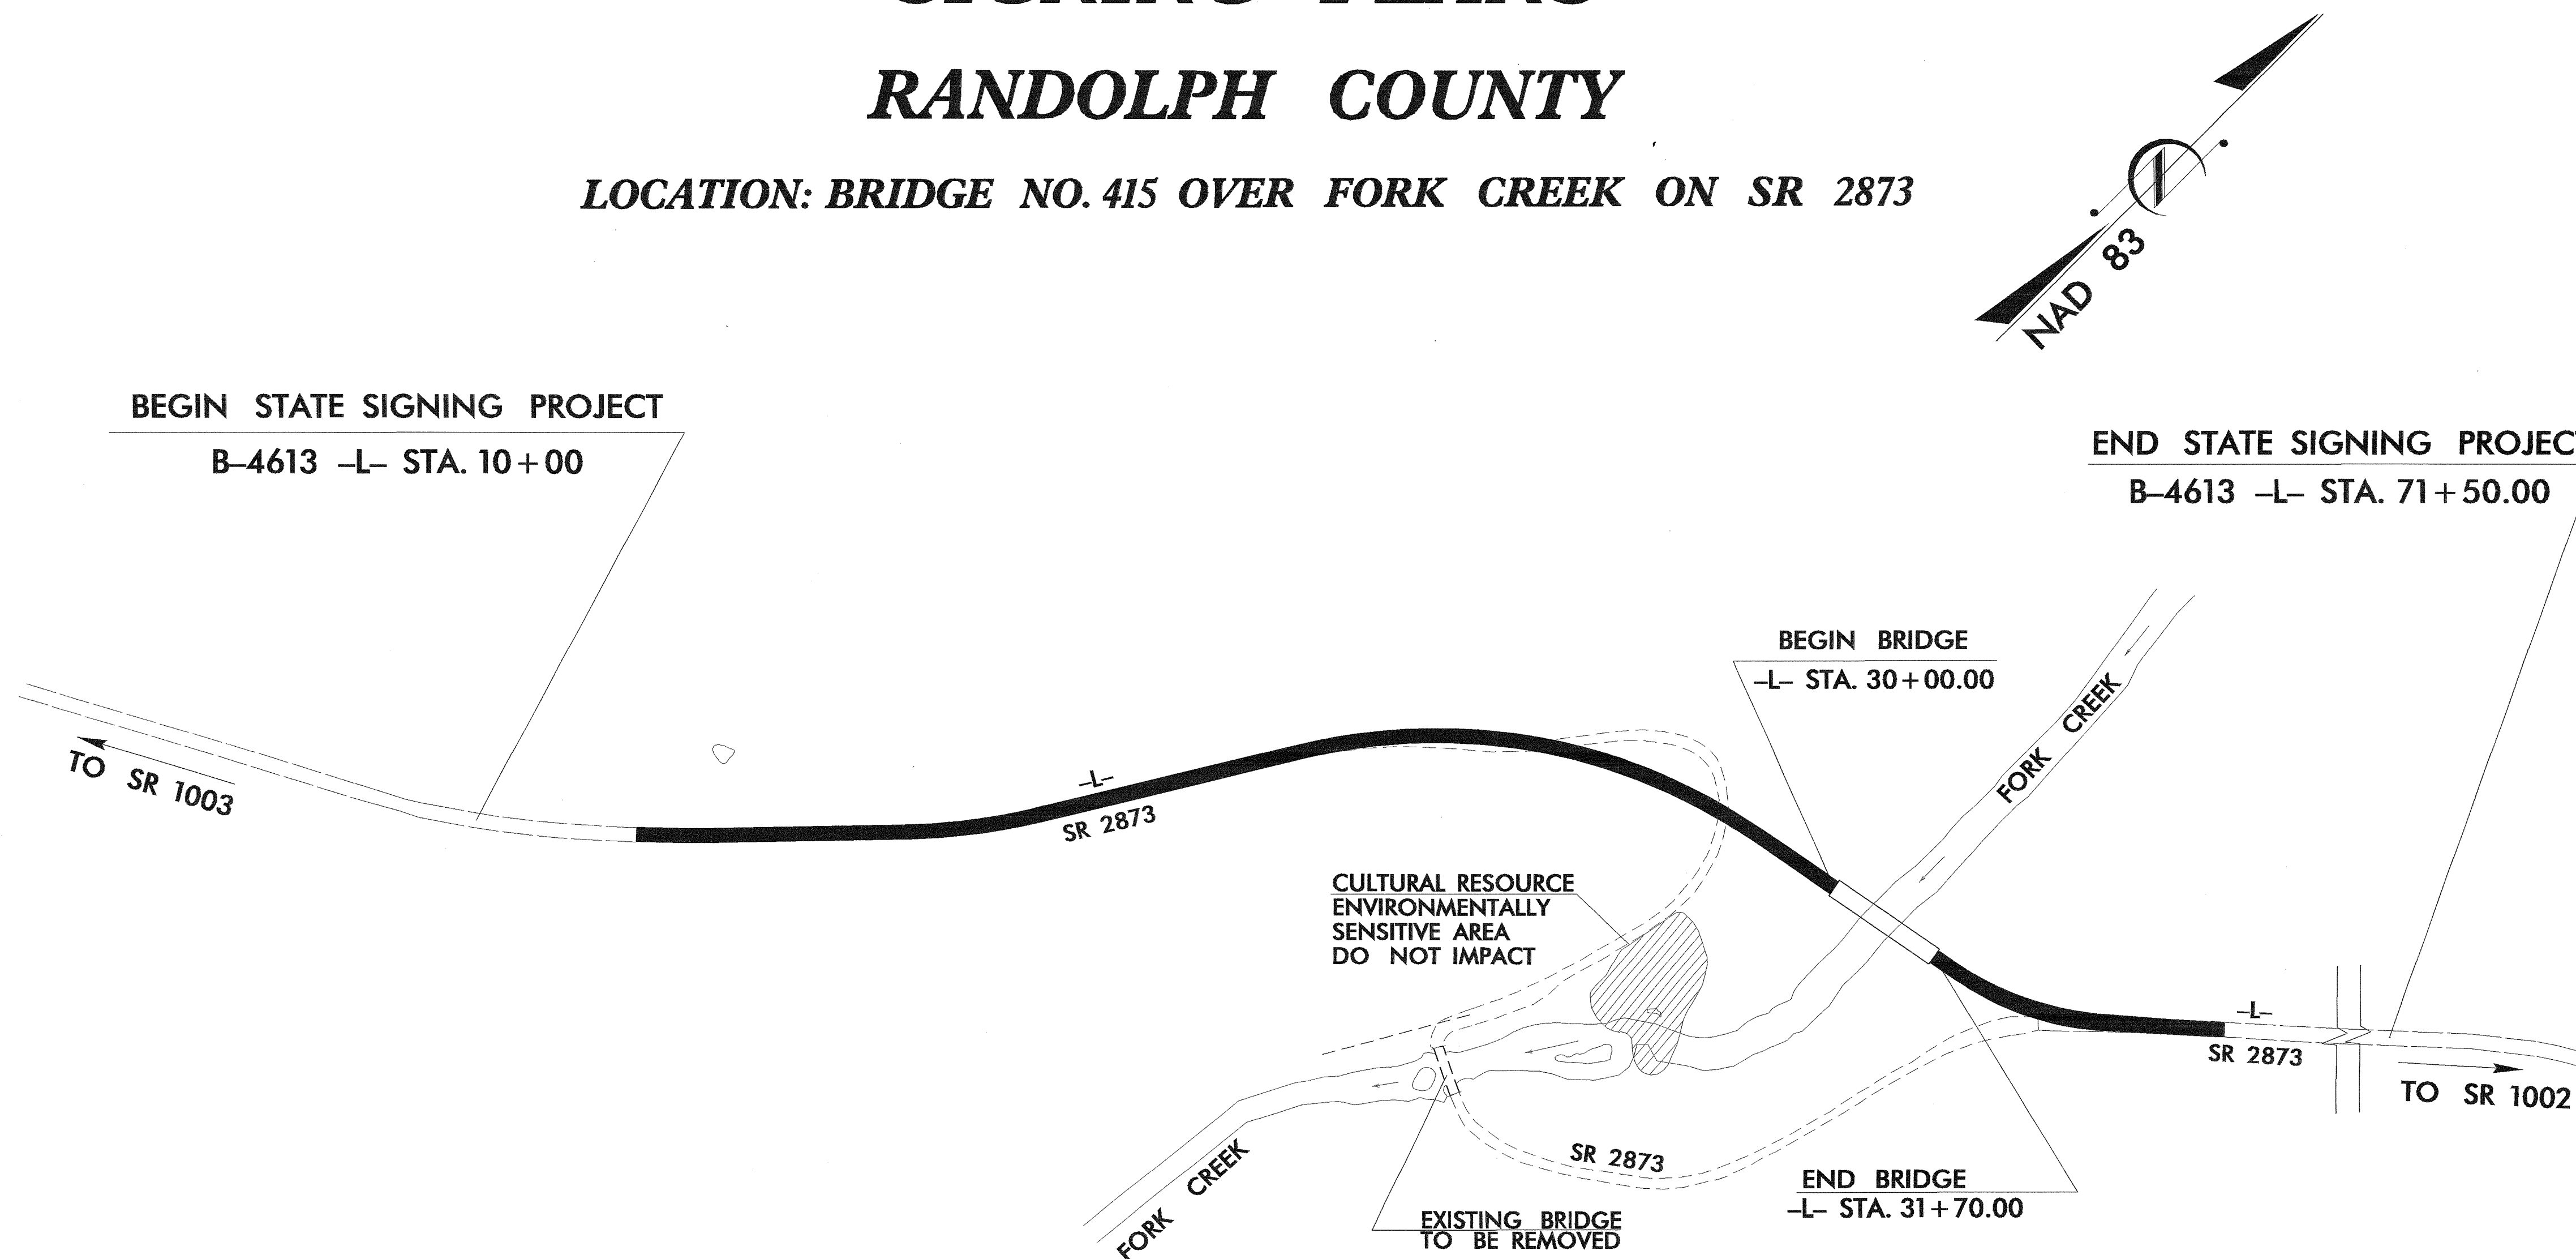 RANDOLPH COUNTY
LOCATION: BRIDGE NO. 415 OVER FORK CREEK ON SR 2873
NAD 83
BEGIN STATE SIGNING PROJECT
B–4613 –L– STA. 10+00
END STATE SIGNING PROJEC
B–4613 –L– STA. 71+50.00
BEGIN BRIDGE
–L– STA. 30+00.00
FORK CREEK
TO SR 1003
–L–
SR 2873
CULTURAL RESOURCE
ENVIRONMENTALLY
SENSITIVE AREA
DO NOT IMPACT
–L–
SR 2873
TO SR 1002
SR 2873
FORK CREEK
END BRIDGE
–L– STA. 31+70.00
EXISTING BRIDGE
TO BE REMOVED